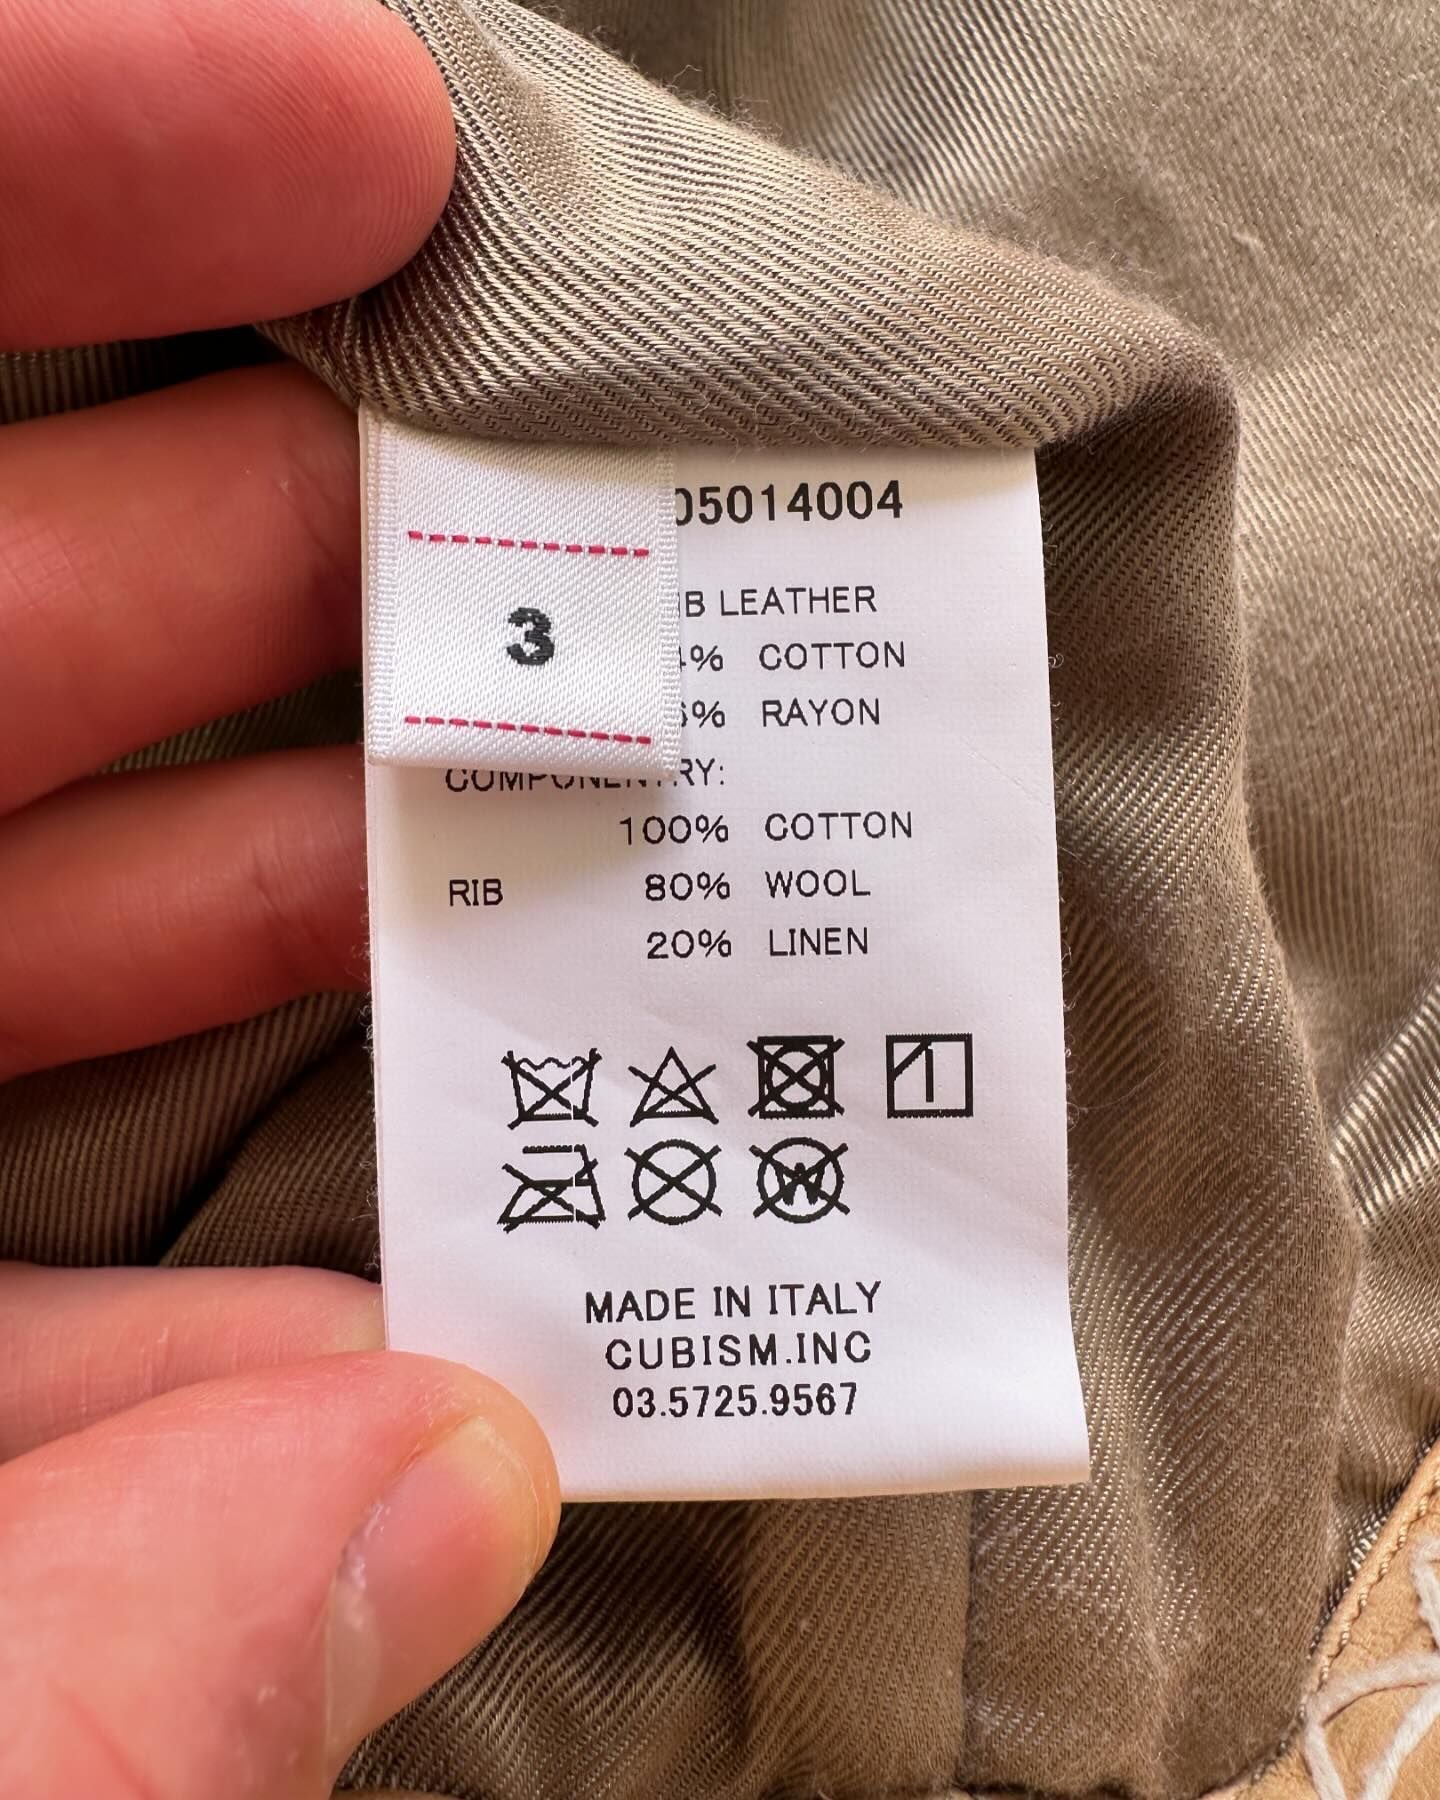 05014004
3
LEATHER
% COTTON
% RAYON
COMPONENTRY:
100% COTTON
RIB 80% WOOL
20% LINEN
W
MADE IN ITALY
CUBISM.INC
03.5725.9567